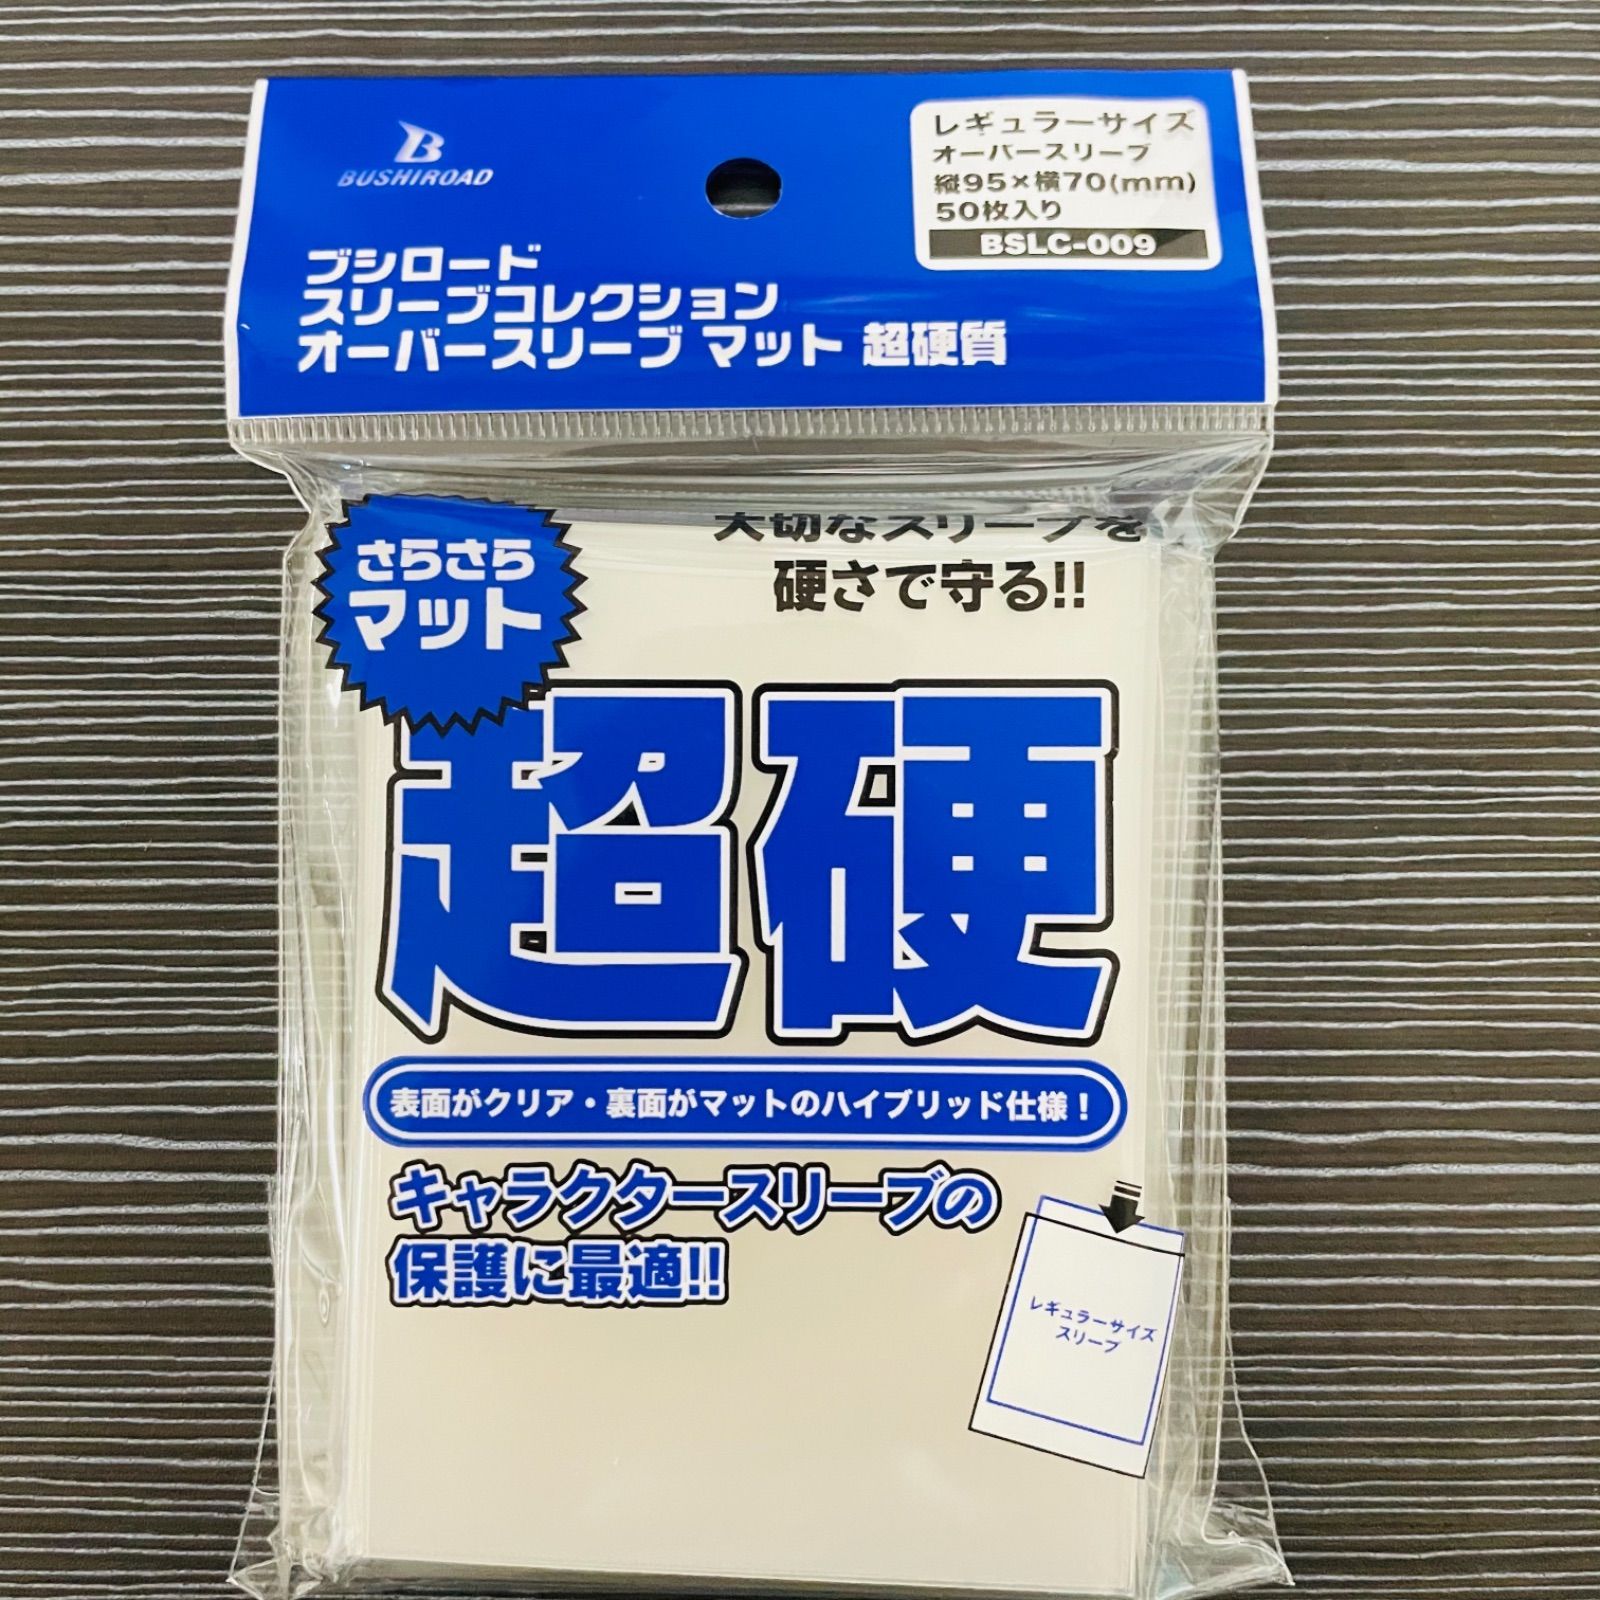 BUSHIROAD
レギュラーサイズ
オーバースリーブ
縦95×横70(mm)
50枚入り
BSLC-009
ブシロード
スリーブコレクション
オーバースリーブ マット 超硬質
さらさら
マット
大切なスリーブを
硬さで守る!!
超硬
表面がクリア・裏面がマットのハイブリッド仕様！
キャラクタースリーブの
保護に最適!!
レギュラーサイズ
スリーブ